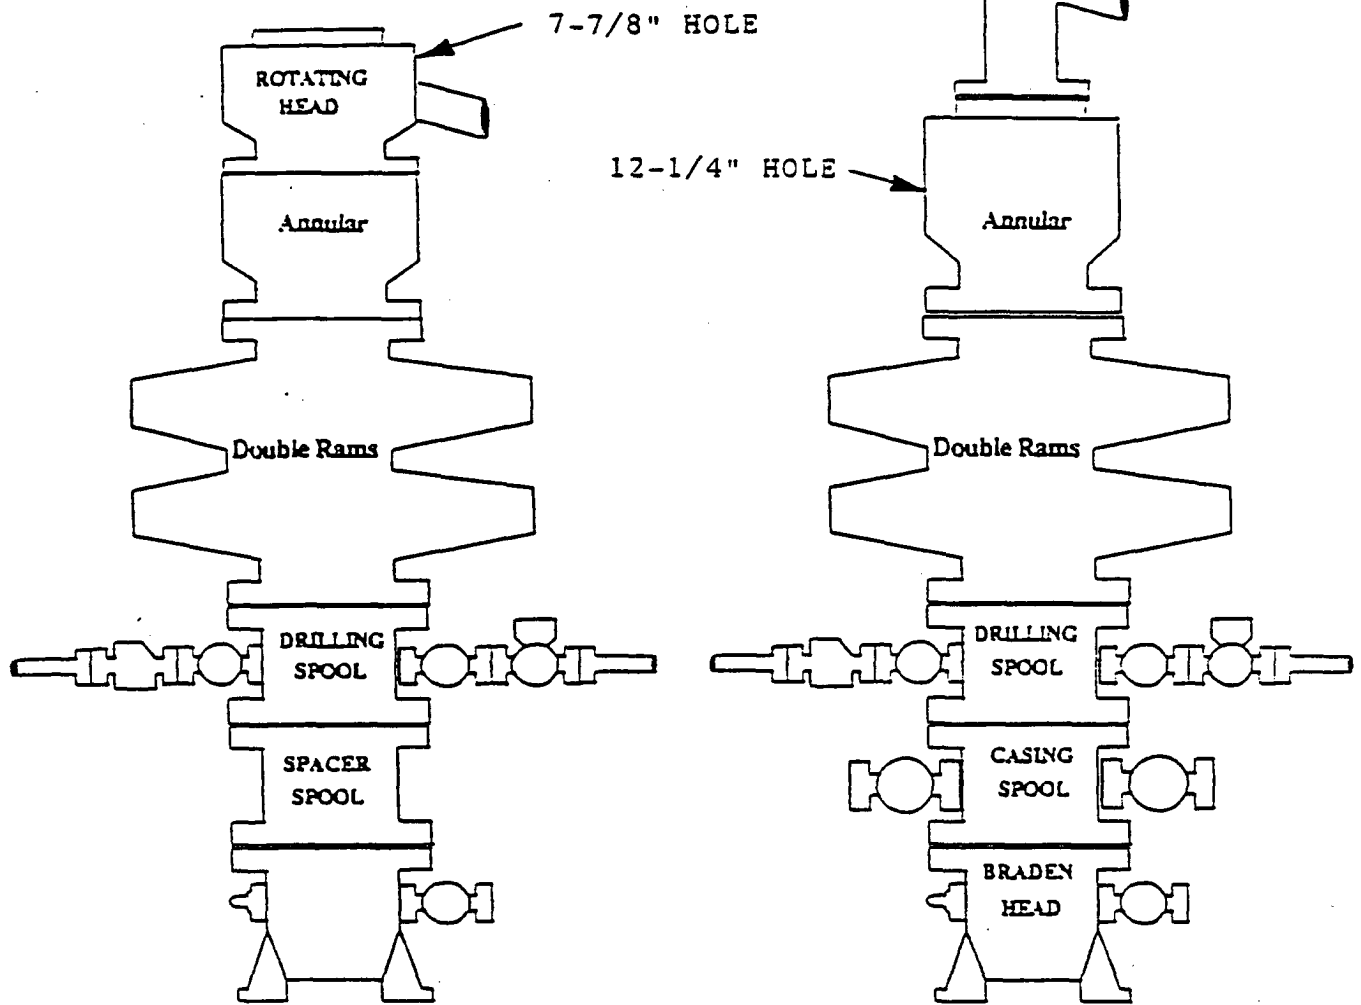 7-7/8" HOLE
ROTATING
HEAD
Annular
Double Rams
DRILLING
SPOOL
SPACER
SPOOL
12-1/4" HOLE
Annular
Double Rams
DRILLING
SPOOL
CASING
SPOOL
BRADEN
HEAD